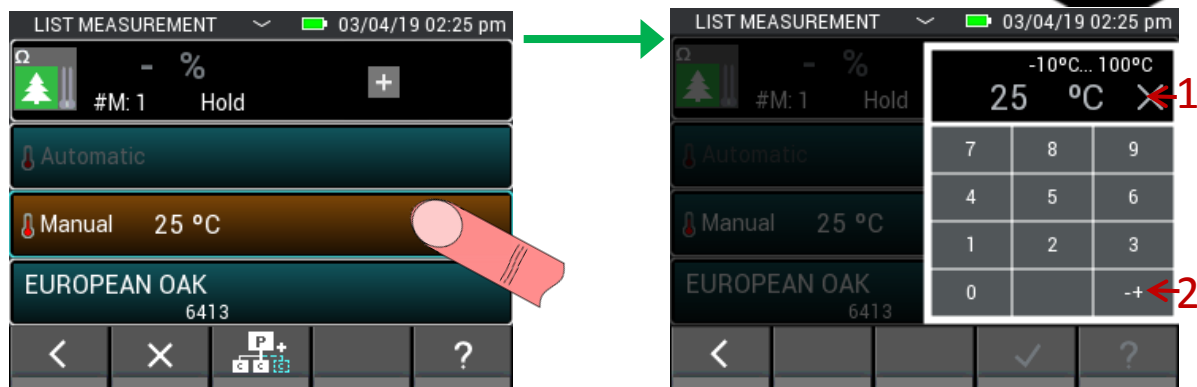 LIST MEASUREMENT 03/04/19 02:25 pm
Ω
- %
#M: 1 Hold
+
Automatic
Manual 25 ºC
EUROPEAN OAK
6413
P
+
C C C
?
LIST MEASUREMENT 03/04/19 02:25 pm
Ω
- %
#M: 1 Hold
Automatic
Manual 25 ºC
EUROPEAN OAK
6413
-10ºC... 100ºC
25 ºC
1
7 8 9
4 5 6
1 2 3
0 -+
2
?